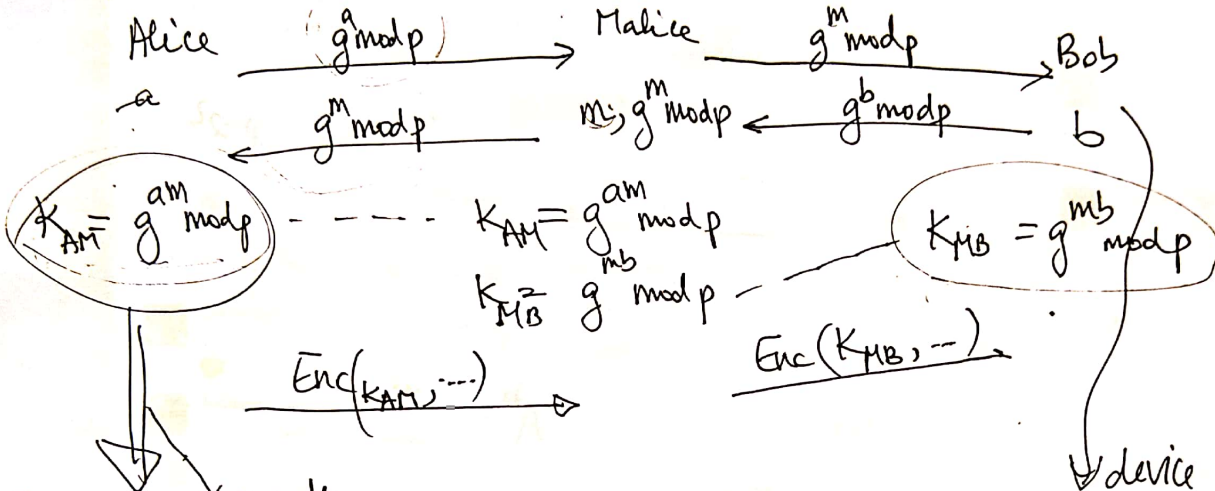 Alice g^a mod p Malice g^m mod p Bob
a g^m mod p m; g^m mod p g^b mod p b
K_AM = g^am mod p K_AM = g^am mod p K_MB = g^mb mod p
K_MB = g^mb mod p
Enc(K_AM, ....) Enc(K_MB, ...)
device